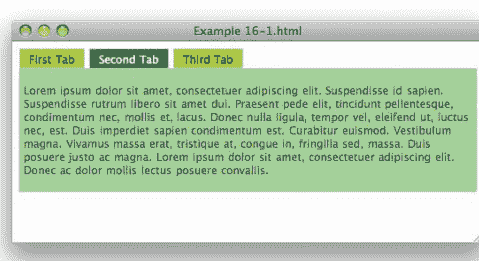 Example 16-1.html
First Tab Second Tab Third Tab
Lorem ipsum dolor sit amet, consectetuer adipiscing elit. Suspendisse id sapien.
Suspendisse rutrum libero sit amet dui. Praesent pede elit, tincidunt pellentesque,
condimentum nec, mollis et, lacus. Donec nulla ligula, tempor vel, eleifend ut, luctus
nec, est. Duis imperdiet sapien condimentum est. Curabitur euismod. Vestibulum
magna. Vivamus massa erat, tristique at, congue in, fringilla sed, massa. Duis
posuere justo ac magna. Lorem ipsum dolor sit amet, consectetuer adipiscing elit.
Donec ac dolor mollis lectus posuere convallis.